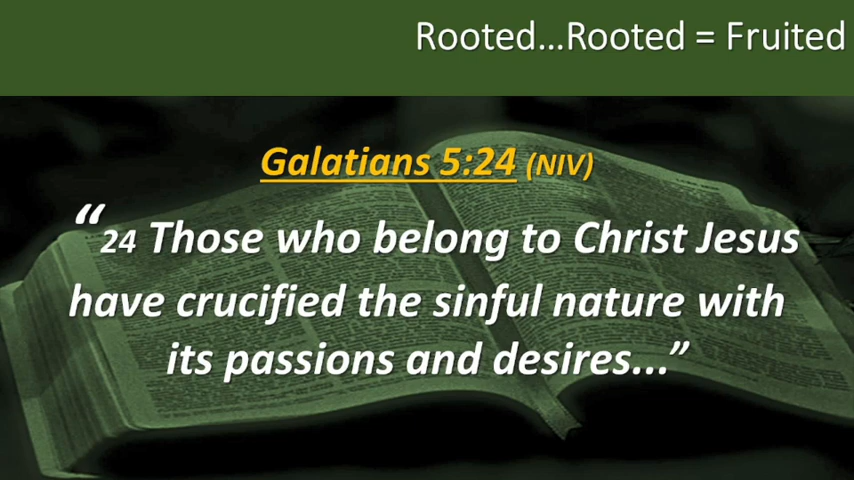 Rooted...Rooted = Fruited
Galatians 5:24 (NIV)
“24 Those who belong to Christ Jesus
have crucified the sinful nature with
its passions and desires...”